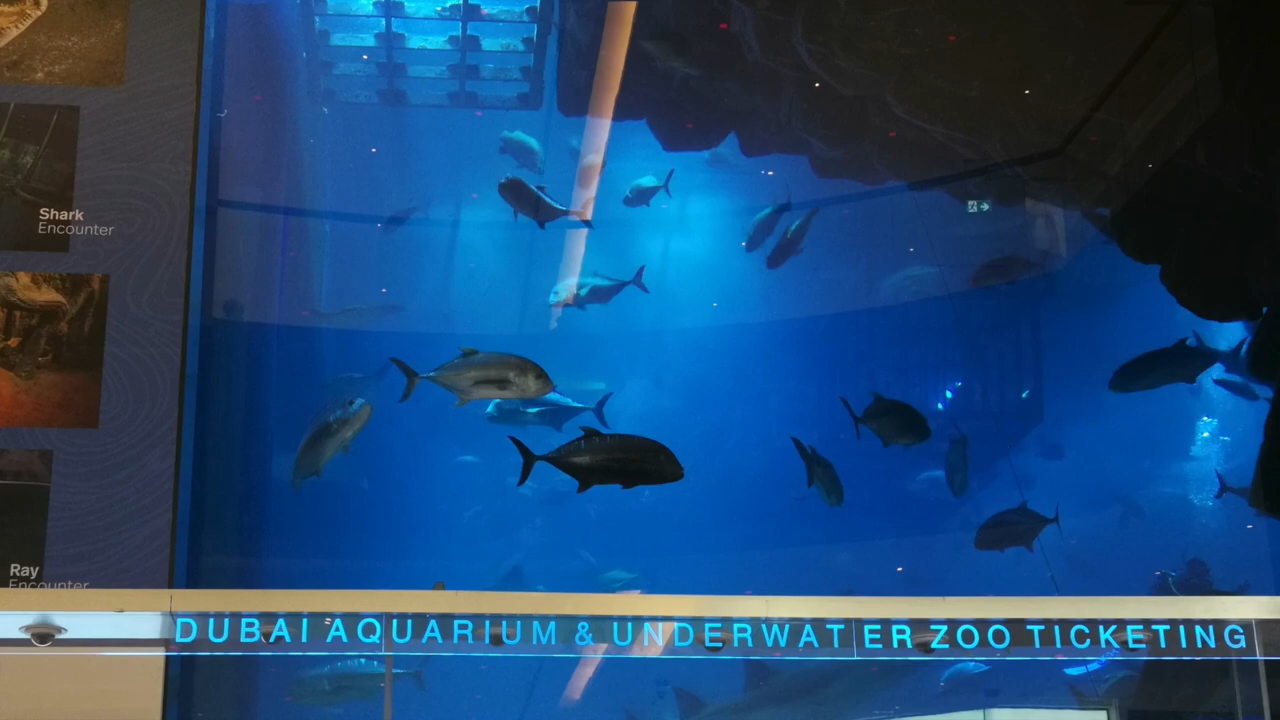 Shark
Encounter
Ray
Encounter
DUBAI AQUARIUM & UNDERWATER ZOO TICKETING